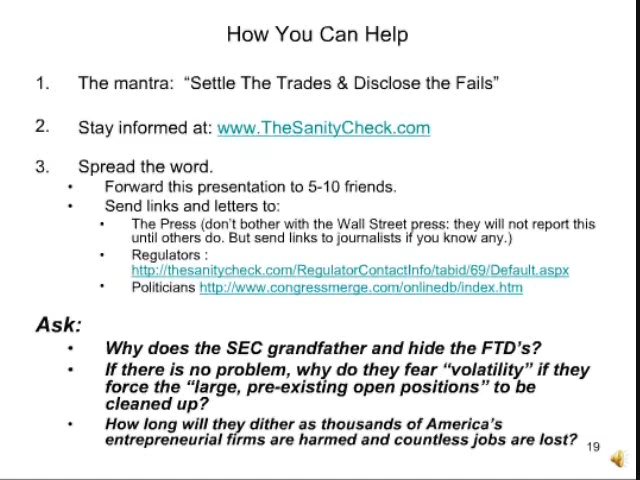 How You Can Help
1. The mantra: “Settle The Trades & Disclose the Fails”
2. Stay informed at: www.TheSanityCheck.com
3. Spread the word.
• Forward this presentation to 5-10 friends.
• Send links and letters to:
• The Press (don’t bother with the Wall Street press: they will not report this
until others do. But send links to journalists if you know any.)
• Regulators :
http://thesanitycheck.com/RegulatorContactInfo/tabid/69/Default.aspx
• Politicians http://www.congressmerge.com/onlinedb/index.htm
Ask:
• Why does the SEC grandfather and hide the FTD’s?
• If there is no problem, why do they fear “volatility” if they
force the “large, pre-existing open positions” to be
cleaned up?
• How long will they dither as thousands of America’s
entrepreneurial firms are harmed and countless jobs are lost?
19